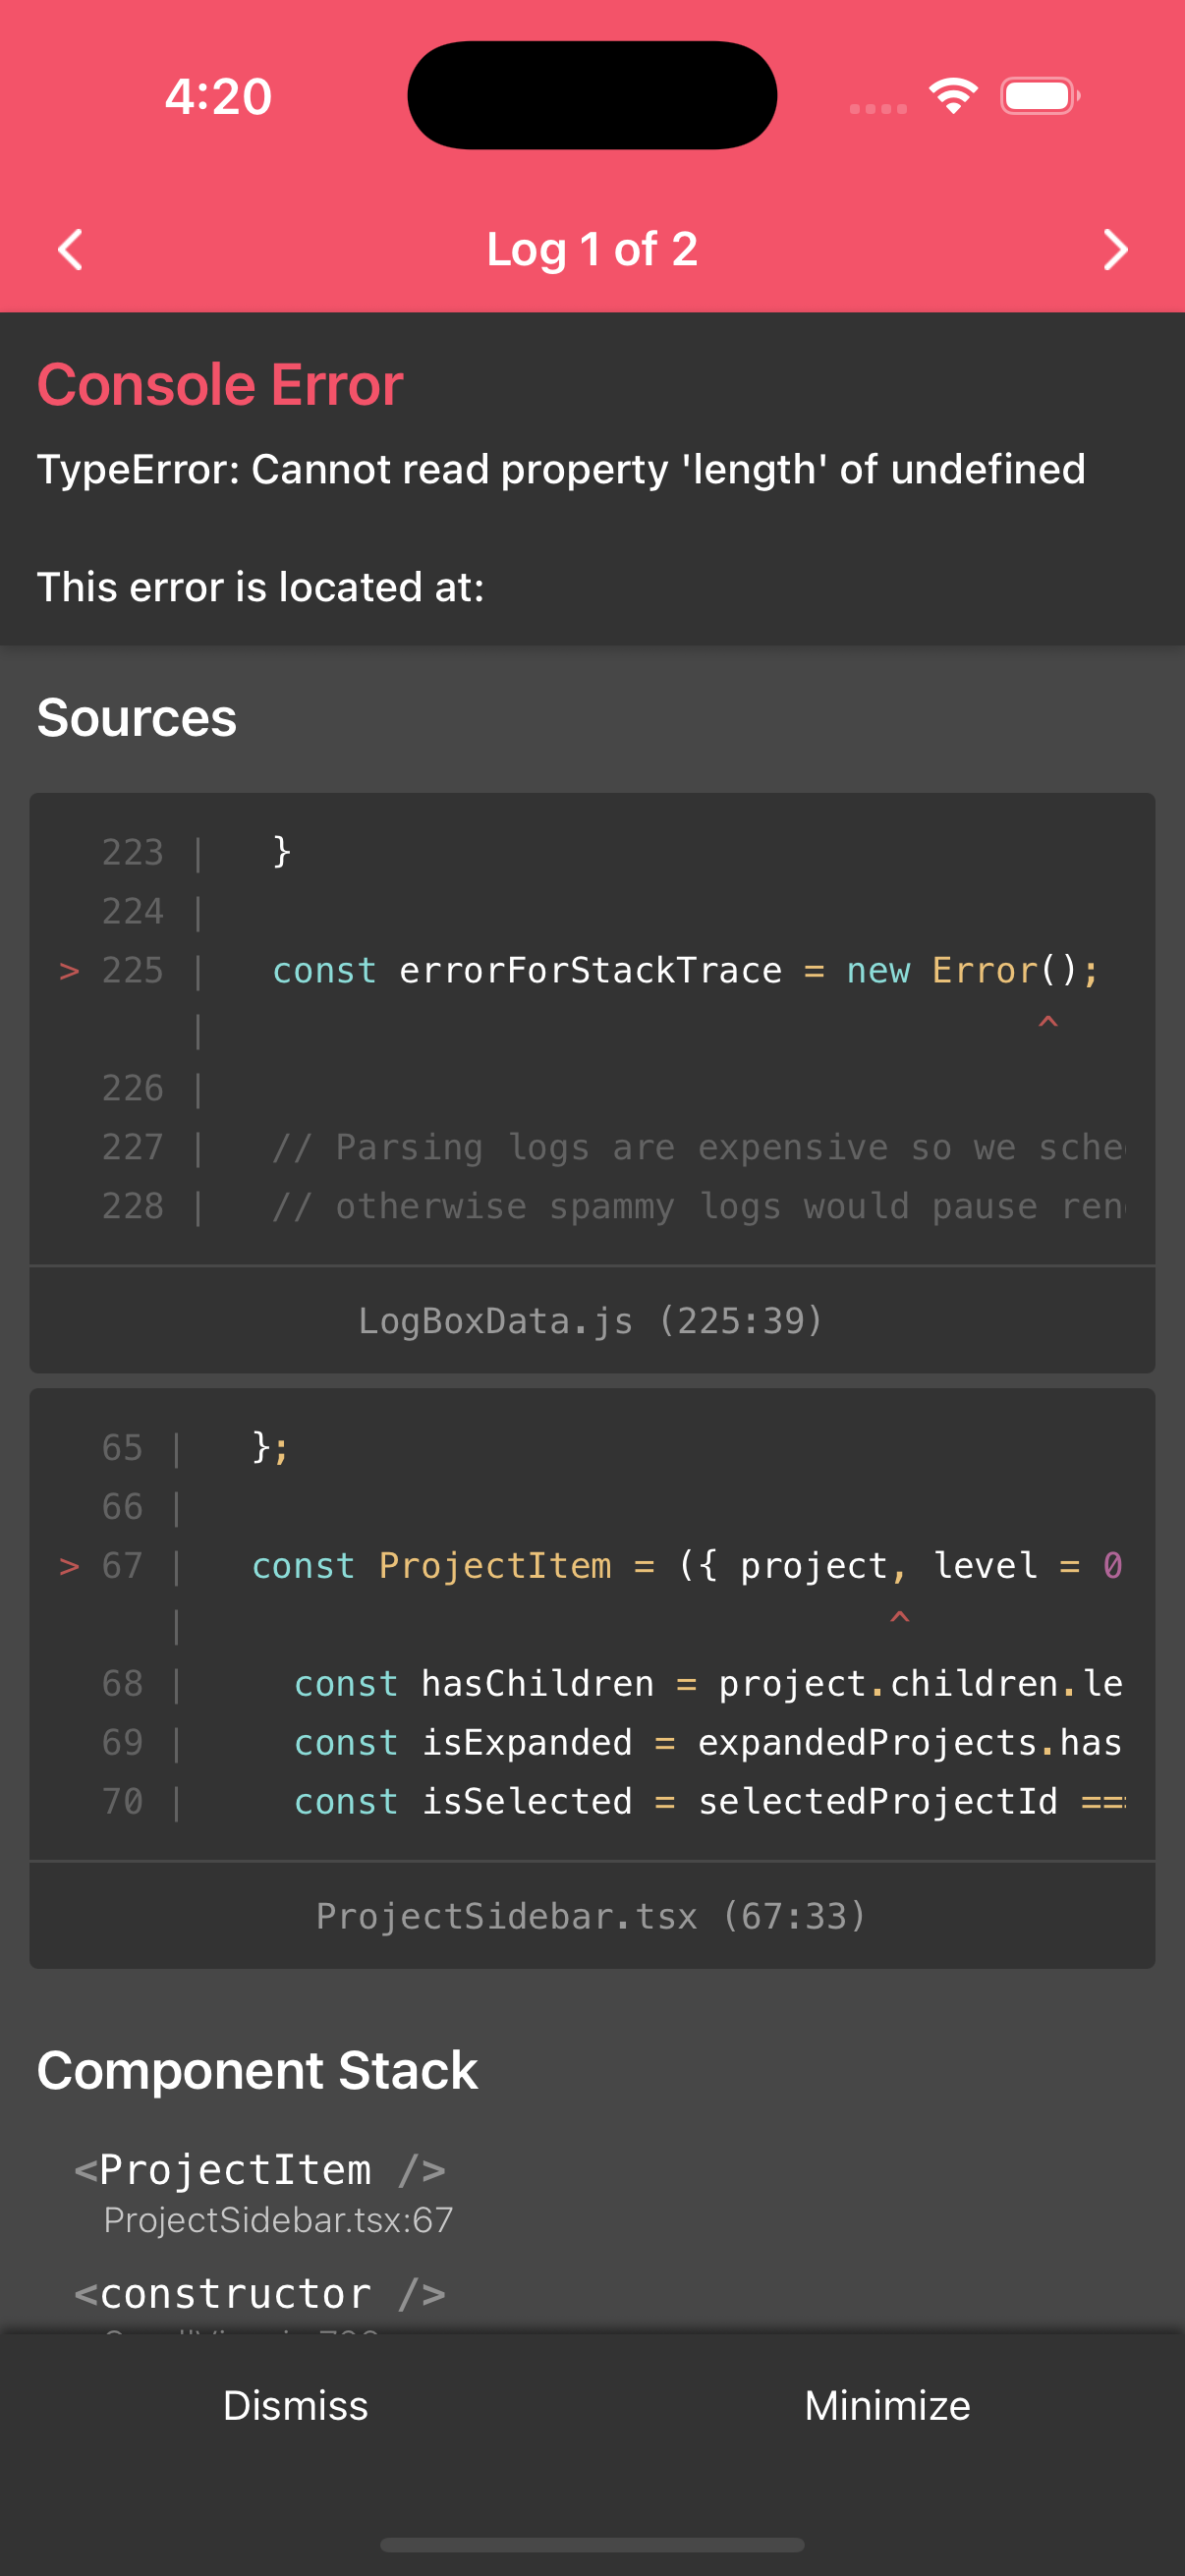 4:20
Log 1 of 2
Console Error
TypeError: Cannot read property 'length' of undefined
This error is located at:
Sources
223 |   }
224 |
> 225 |   const errorForStackTrace = new Error();
|                                       ^
226 |
227 |   // Parsing logs are expensive so we
228 |   // otherwise spammy logs would pause
LogBoxData.js (225:39)
65 |   };
66 |
> 67 |   const ProjectItem = ({ project, level = 0
|                                 ^
68 |     const hasChildren = project.children.le
69 |     const isExpanded = expandedProjects.has
70 |     const isSelected = selectedProjectId ===
ProjectSidebar.tsx (67:33)
Component Stack
<ProjectItem />
ProjectSidebar.tsx:67
<constructor />
Dismiss
Minimize